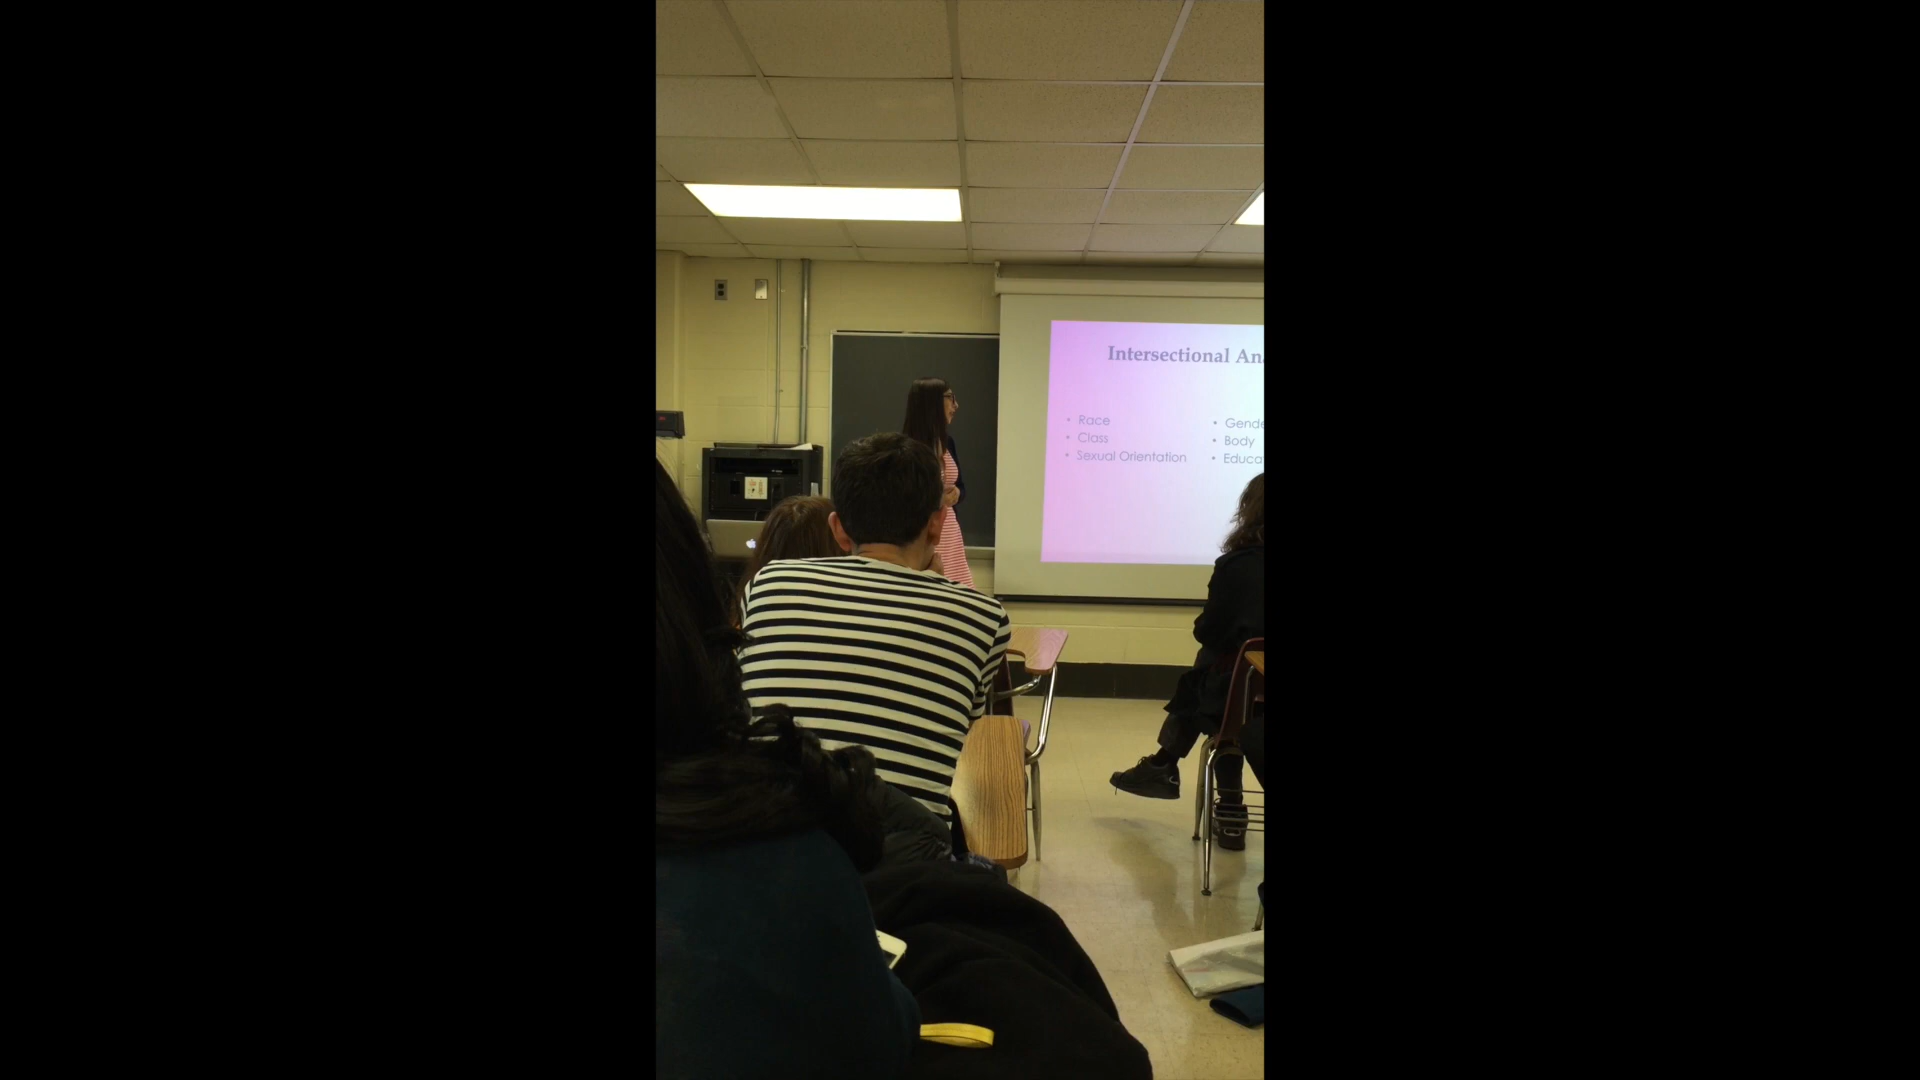 Intersectional An
• Race
• Class
• Sexual Orientation
• Gende
• Body
• Educa